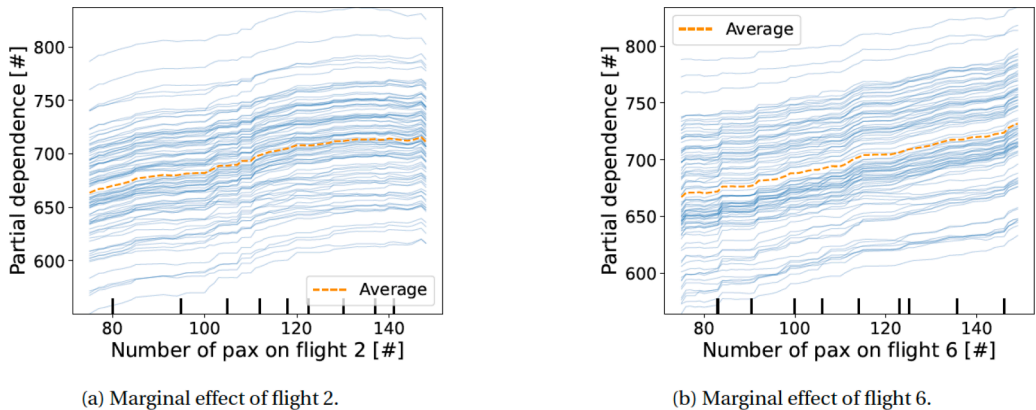 800
750
700
650
600
Partial dependence [#]
Average
80
100
120
140
Number of pax on flight 2 [#]
(a) Marginal effect of flight 2.
Average
800
750
700
650
600
Partial dependence [#]
80
100
120
140
Number of pax on flight 6 [#]
(b) Marginal effect of flight 6.